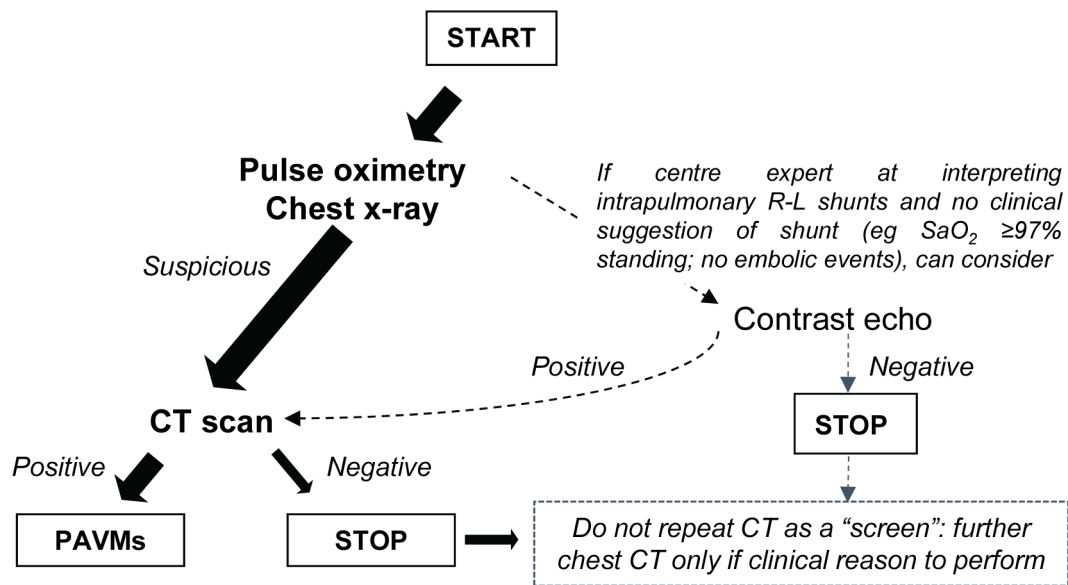 START
Pulse oximetry
Chest x-ray
If centre expert at interpreting
intrapulmonary R-L shunts and no clinical
suggestion of shunt (eg SaO₂ ≥97%
standing; no embolic events), can consider
Suspicious
Contrast echo
Positive
Negative
CT scan
STOP
Positive
Negative
PAVMs
STOP
Do not repeat CT as a “screen”: further
chest CT only if clinical reason to perform